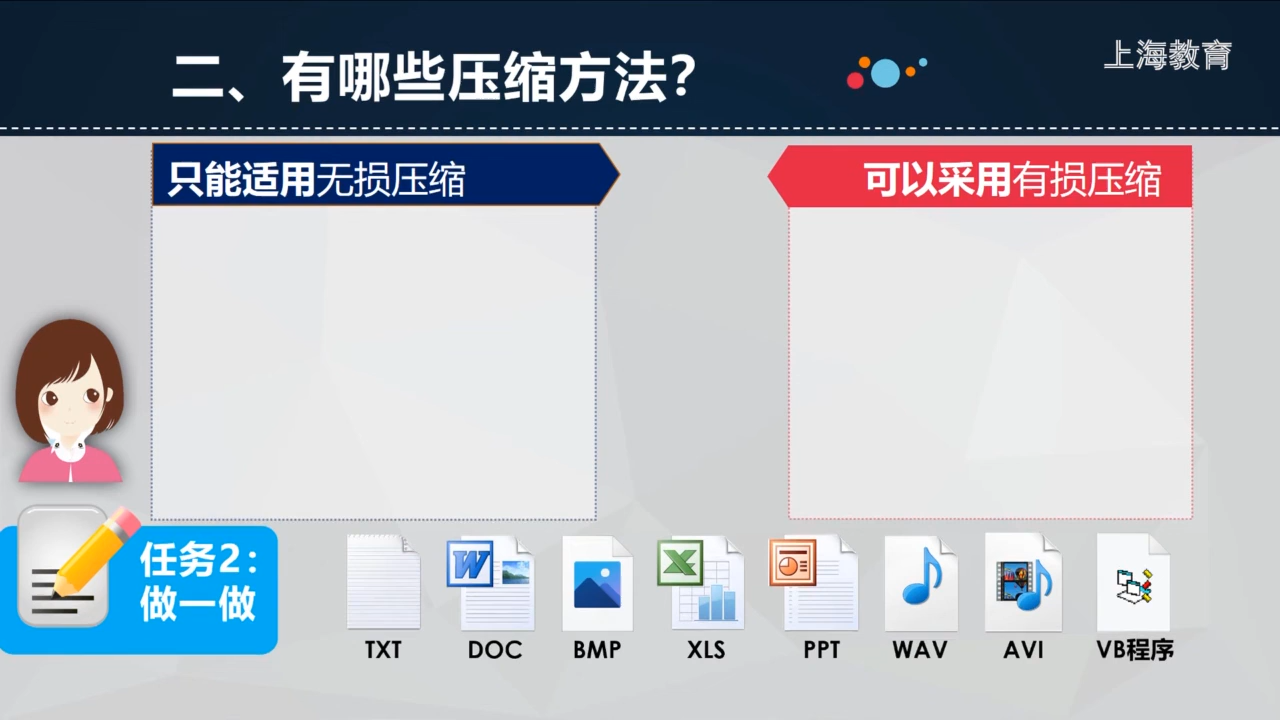 二、有哪些压缩方法？
上海教育
只能适用无损压缩
可以采用有损压缩
任务2：
做一做
TXT
DOC
BMP
XLS
PPT
WAV
AVI
VB程序